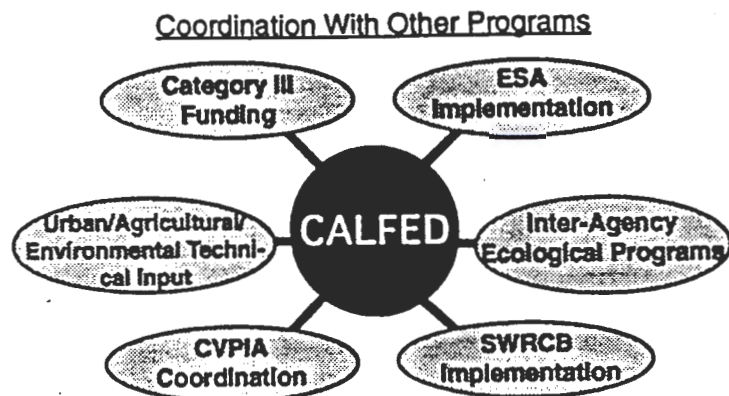 Coordination With Other Programs
Category III
Funding
ESA
Implementation
Urban/Agricultural/
Environmental Techni-
cal Input
CALFED
Inter-Agency
Ecological Programs
CVPIA
Coordination
SWRCB
Implementation